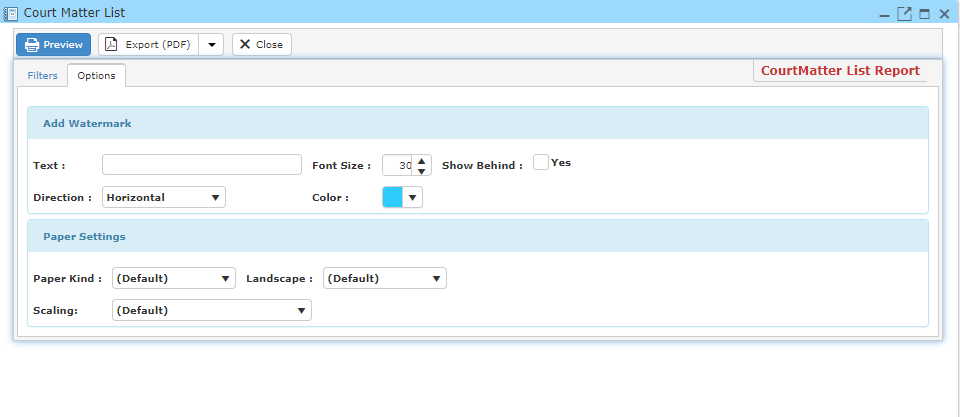 Court Matter List
Preview Export (PDF) Close
Filters Options CourtMatter List Report
Add Watermark
Text : Font Size : 30 Show Behind : Yes
Direction : Horizontal Color :
Paper Settings
Paper Kind : (Default) Landscape : (Default)
Scaling: (Default)